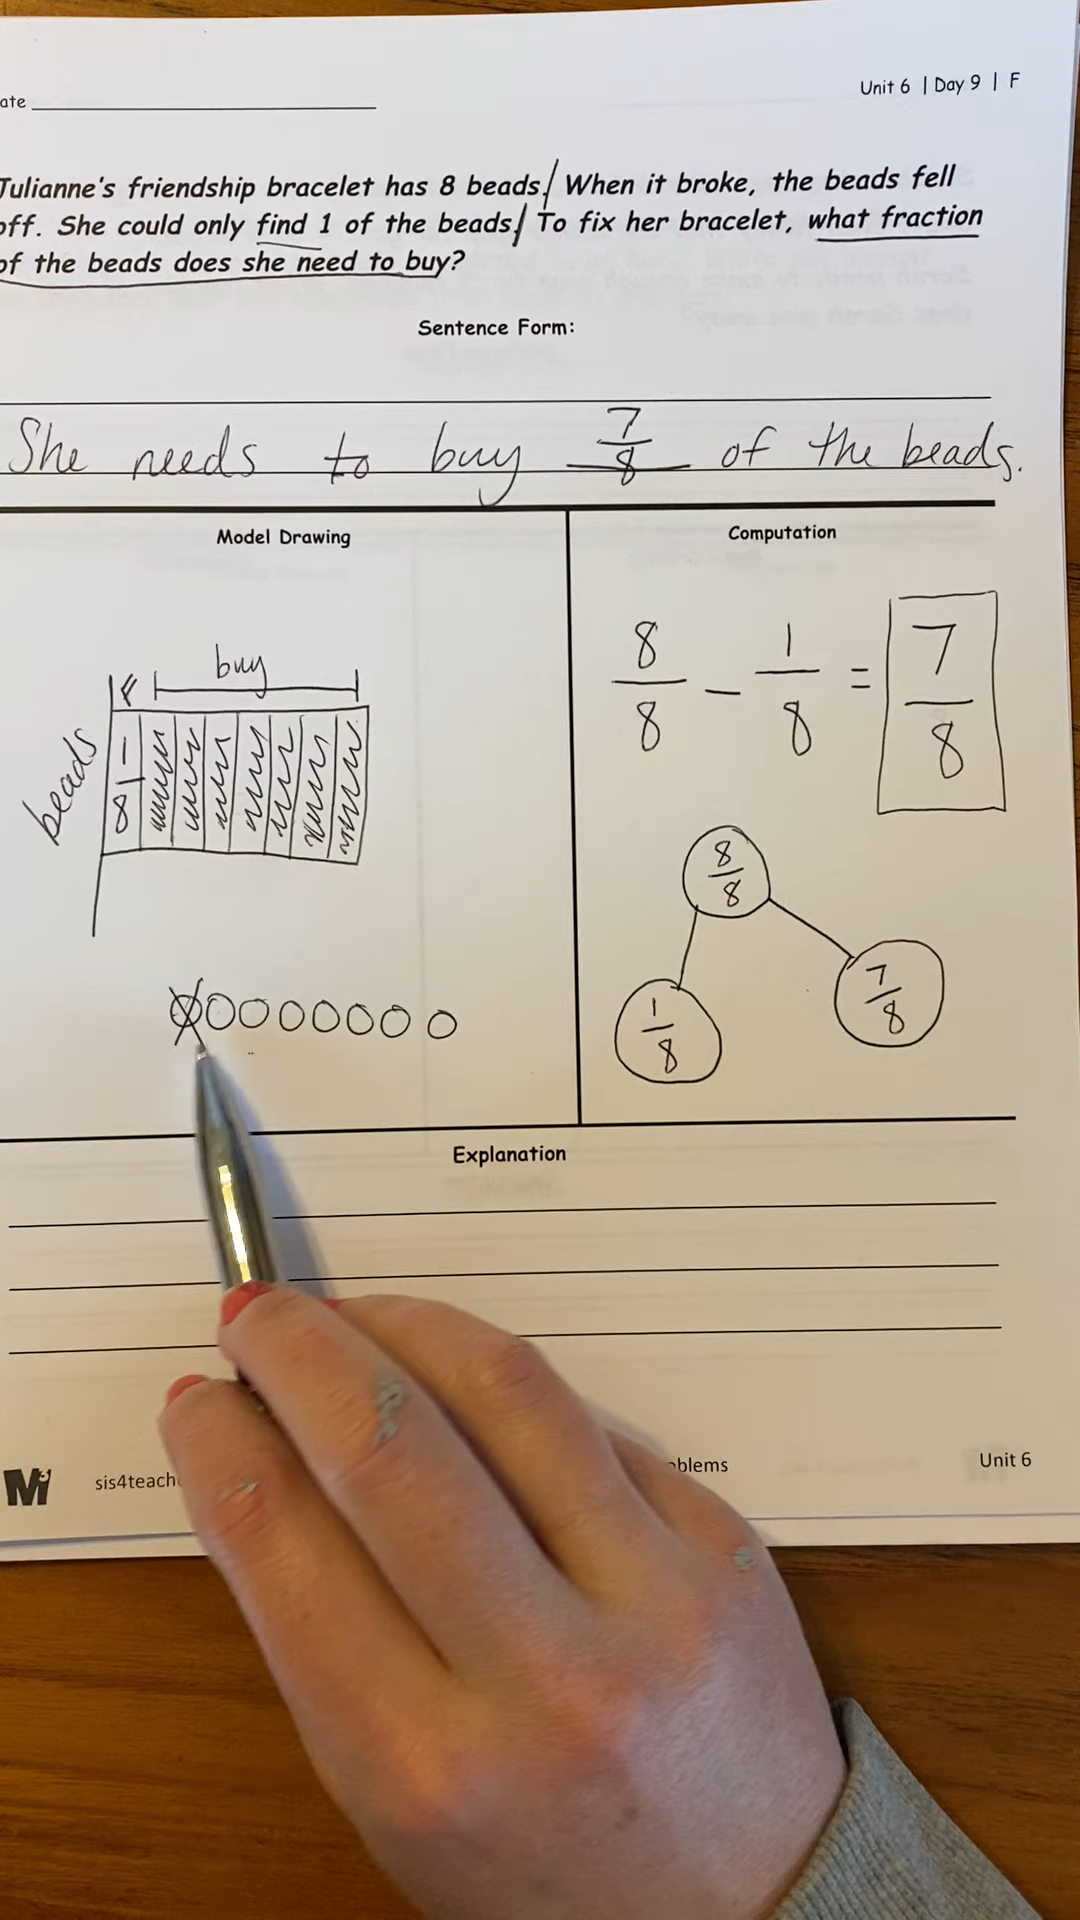 ate
Unit 6 | Day 9 | F
Julianne's friendship bracelet has 8 beads. When it broke, the beads fell
off. She could only find 1 of the beads. To fix her bracelet, what fraction
of the beads does she need to buy?
Sentence Form:
She needs to buy 7/8 of the beads.
Model Drawing
Computation
buy
beads
1/8
8/8 - 1/8 = 7/8
8/8
1/8
7/8
Explanation
M³
sis4teach
oblems
Unit 6